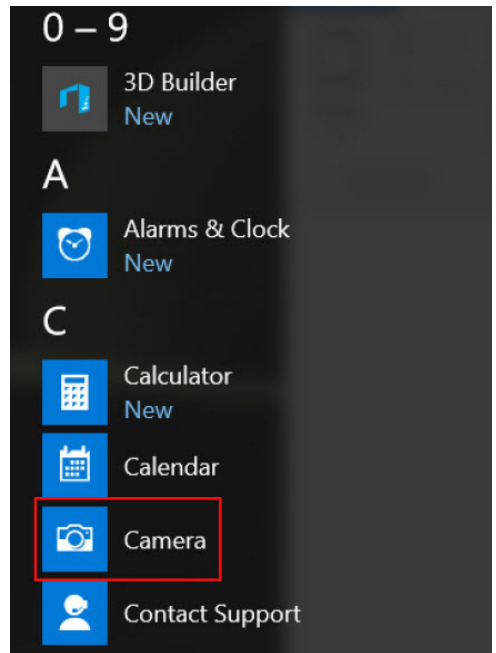 0 – 9
3D Builder
New
A
Alarms & Clock
New
C
Calculator
New
Calendar
Camera
Contact Support